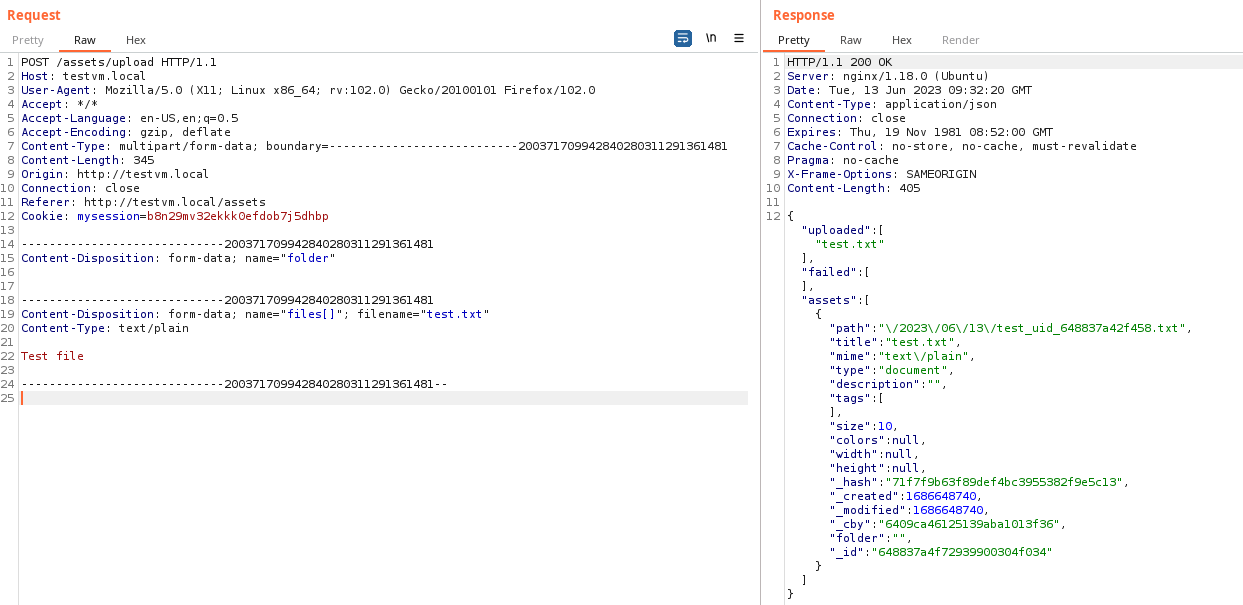 Request
Pretty Raw Hex
\n
1 POST /assets/upload HTTP/1.1
2 Host: testvm.local
3 User-Agent: Mozilla/5.0 (X11; Linux x86_64; rv:102.0) Gecko/20100101 Firefox/102.0
4 Accept: */*
5 Accept-Language: en-US,en;q=0.5
6 Accept-Encoding: gzip, deflate
7 Content-Type: multipart/form-data; boundary=---------------------------200371709942840280311291361481
8 Content-Length: 345
9 Origin: http://testvm.local
10 Connection: close
11 Referer: http://testvm.local/assets
12 Cookie: mysession=b8n29mv32ekkk0efdob7j5dhbp
13
14 -----------------------------200371709942840280311291361481
15 Content-Disposition: form-data; name="folder"
16
17
18 -----------------------------200371709942840280311291361481
19 Content-Disposition: form-data; name="files[]"; filename="test.txt"
20 Content-Type: text/plain
21
22 Test file
23
24 -----------------------------200371709942840280311291361481--
25
Response
Pretty Raw Hex Render
1 HTTP/1.1 200 OK
2 Server: nginx/1.18.0 (Ubuntu)
3 Date: Tue, 13 Jun 2023 09:32:20 GMT
4 Content-Type: application/json
5 Connection: close
6 Expires: Thu, 19 Nov 1981 08:52:00 GMT
7 Cache-Control: no-store, no-cache, must-revalidate
8 Pragma: no-cache
9 X-Frame-Options: SAMEORIGIN
10 Content-Length: 405
11
12 {
"uploaded":[
"test.txt"
],
"failed":[
],
"assets":[
{
"path":"\/2023\/06\/13\/test_uid_648837a42f458.txt",
"title":"test.txt",
"mime":"text\/plain",
"type":"document",
"description":"",
"tags":[
],
"size":10,
"colors":null,
"width":null,
"height":null,
"_hash":"71f7f9b63f89def4bc3955382f9e5c13",
"_created":1686648740,
"_modified":1686648740,
"_cby":"6409ca46125139aba1013f36",
"folder":"",
"_id":"648837a4f72939900304f034"
}
]
}